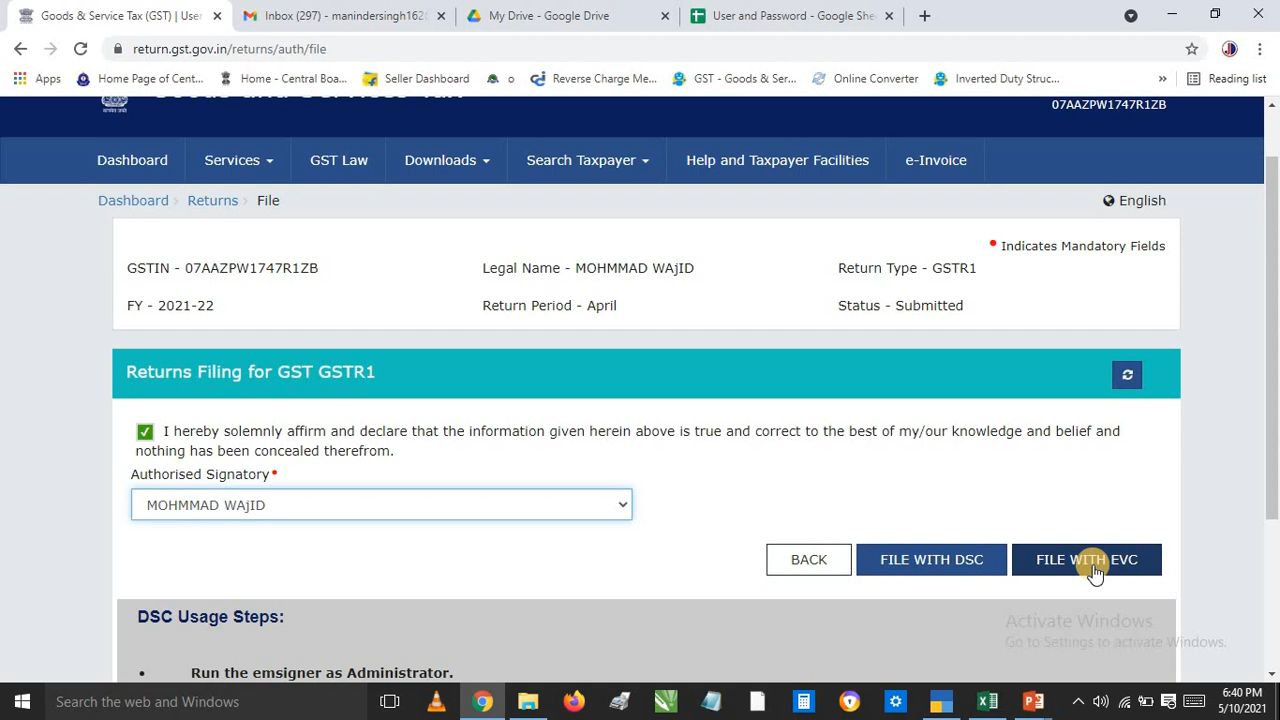 Goods & Service Tax (GST) | User
Inbox (297) - manindersingh162
My Drive - Google Drive
User and Password - Google She
return.gst.gov.in/returns/auth/file
Apps
Home Page of Cent...
Home - Central Boa...
Seller Dashboard
o
Reverse Charge Me...
GST - Goods & Ser...
Online Converter
Inverted Duty Struc...
»
Reading list
Goods and Services Tax
07AAZPW1747R1ZB
Dashboard
Services
GST Law
Downloads
Search Taxpayer
Help and Taxpayer Facilities
e-Invoice
Dashboard
Returns
File
English
• Indicates Mandatory Fields
GSTIN - 07AAZPW1747R1ZB
Legal Name - MOHMMAD WAjID
Return Type - GSTR1
FY - 2021-22
Return Period - April
Status - Submitted
Returns Filing for GST GSTR1
I hereby solemnly affirm and declare that the information given herein above is true and correct to the best of my/our knowledge and belief and
nothing has been concealed therefrom.
Authorised Signatory•
MOHMMAD WAjID
BACK
FILE WITH DSC
FILE WITH EVC
DSC Usage Steps:
Activate Windows
Go to Settings to activate Windows.
• Run the emsigner as Administrator.
Search the web and Windows
6:40 PM
5/10/2021